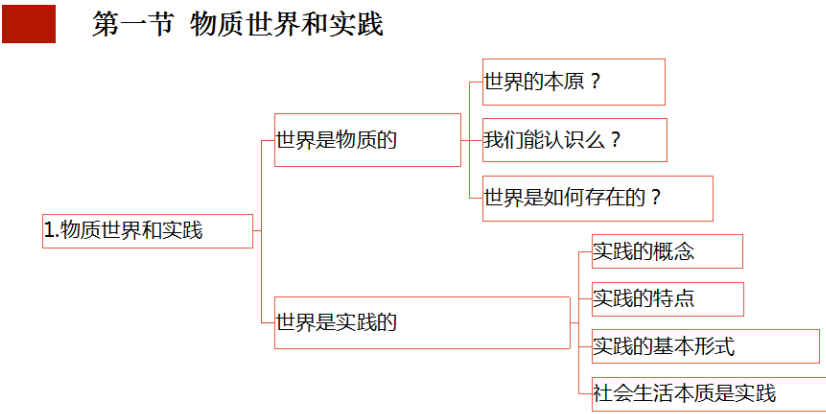 第一节 物质世界和实践
世界的本原？
世界是物质的
我们能认识么？
世界是如何存在的？
1.物质世界和实践
实践的概念
实践的特点
世界是实践的
实践的基本形式
社会生活本质是实践